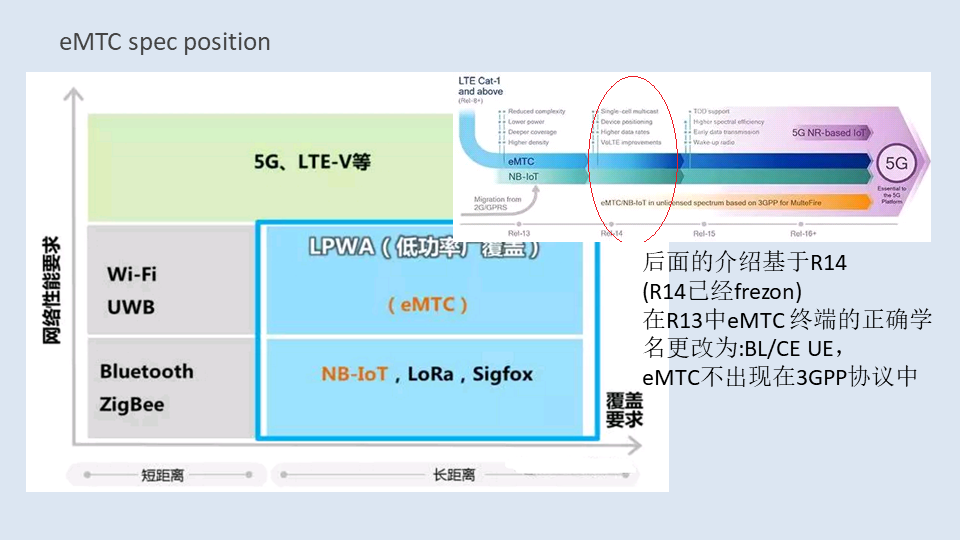 eMTC spec position
LTE Cat-1
and above
(Rel-8+)
Reduced complexity
Lower power
Deeper coverage
Higher density
Single-cell multicast
Device positioning
Higher data rates
VoLTE improvements
TDD support
Higher spectral efficiency
Early data transmission
Wake-up radio
5G NR-based IoT
eMTC
NB-IoT
5G
Essential to
the 5G
Platform
Migration from
2G/GPRS
eMTC/NB-IoT in unlicensed spectrum based on 3GPP for MulteFire
Rel-13
Rel-14
Rel-15
Rel-16+
网络性能要求
5G、LTE-V等
Wi-Fi
UWB
LPWA（低功率广覆盖）
（eMTC）
Bluetooth
ZigBee
NB-IoT，LoRa，Sigfox
覆盖
要求
短距离
长距离
后面的介绍基于R14
(R14已经frezon)
在R13中eMTC 终端的正确学
名更改为:BL/CE UE，
eMTC不出现在3GPP协议中